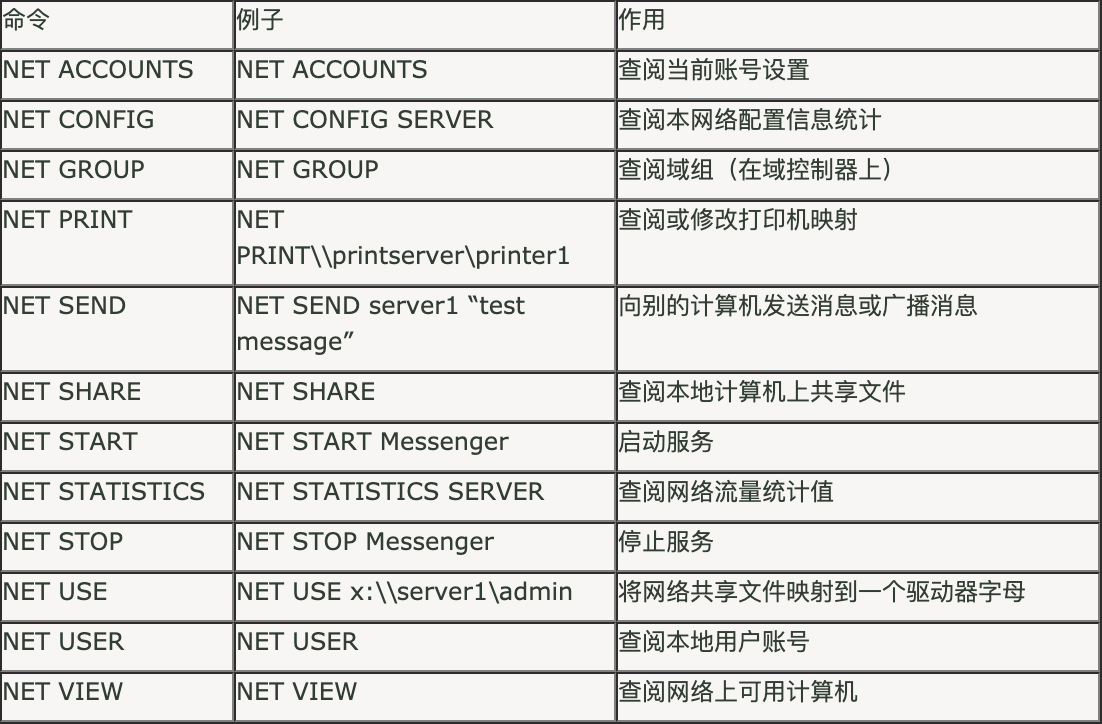 命令 例子 作用
NET ACCOUNTS NET ACCOUNTS 查阅当前账号设置
NET CONFIG NET CONFIG SERVER 查阅本网络配置信息统计
NET GROUP NET GROUP 查阅域组（在域控制器上）
NET PRINT NET 查阅或修改打印机映射
PRINT\\printserver\printer1
NET SEND NET SEND server1 “test 向别的计算机发送消息或广播消息
message”
NET SHARE NET SHARE 查阅本地计算机上共享文件
NET START NET START Messenger 启动服务
NET STATISTICS NET STATISTICS SERVER 查阅网络流量统计值
NET STOP NET STOP Messenger 停止服务
NET USE NET USE x:\\server1\admin 将网络共享文件映射到一个驱动器字母
NET USER NET USER 查阅本地用户账号
NET VIEW NET VIEW 查阅网络上可用计算机